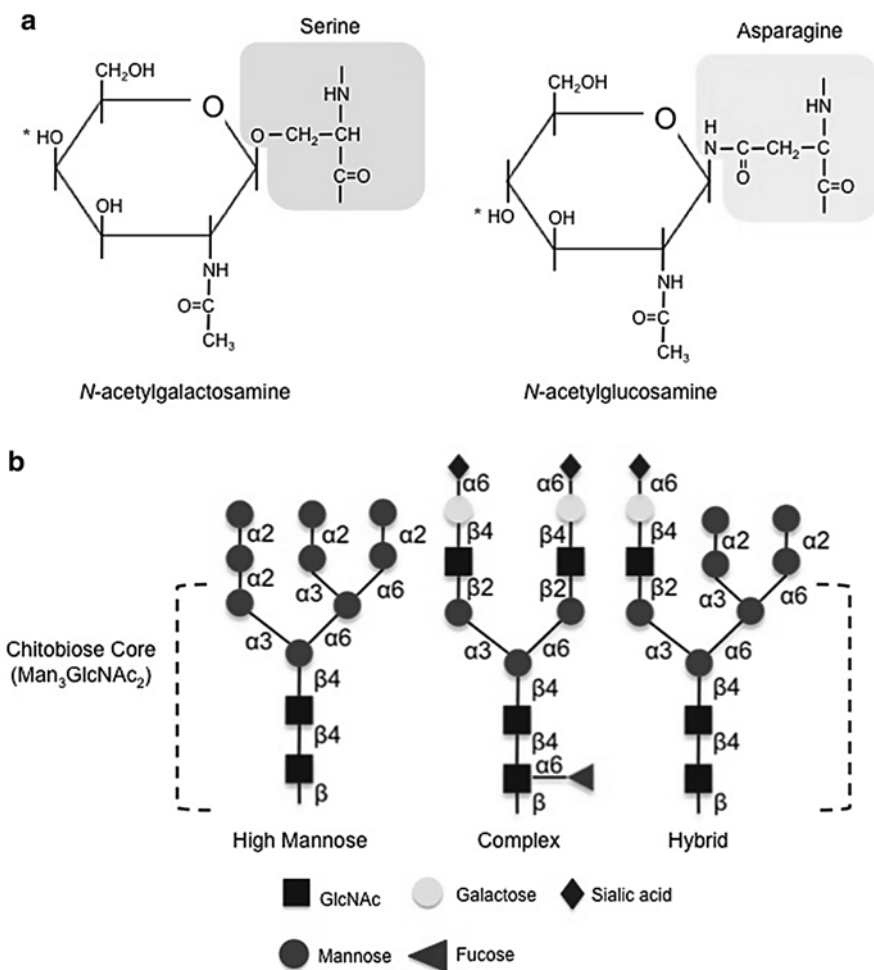 a
Serine
Asparagine
CH₂OH
O
* HO
OH
O
CH₂
CH
HN
C=O
NH
O=C
CH₃
CH₂OH
O
* HO
OH
H
N
C
O
CH₂
C
HN
C=O
NH
O=C
CH₃
N-acetylgalactosamine
N-acetylglucosamine
b
α6 α6
β4 β4 β4
α2 α2 α2 α2 α2
α2 β2 β2
α3 α6 α3 α6
α3 α6 α3 α6 α3 α6
Chitobiose Core
(Man₃GlcNAc₂)
β4 β4 β4
β4 β4 β4
α6
β β β
High Mannose Complex Hybrid
GlcNAc Galactose Sialic acid
Mannose Fucose
α6
β2